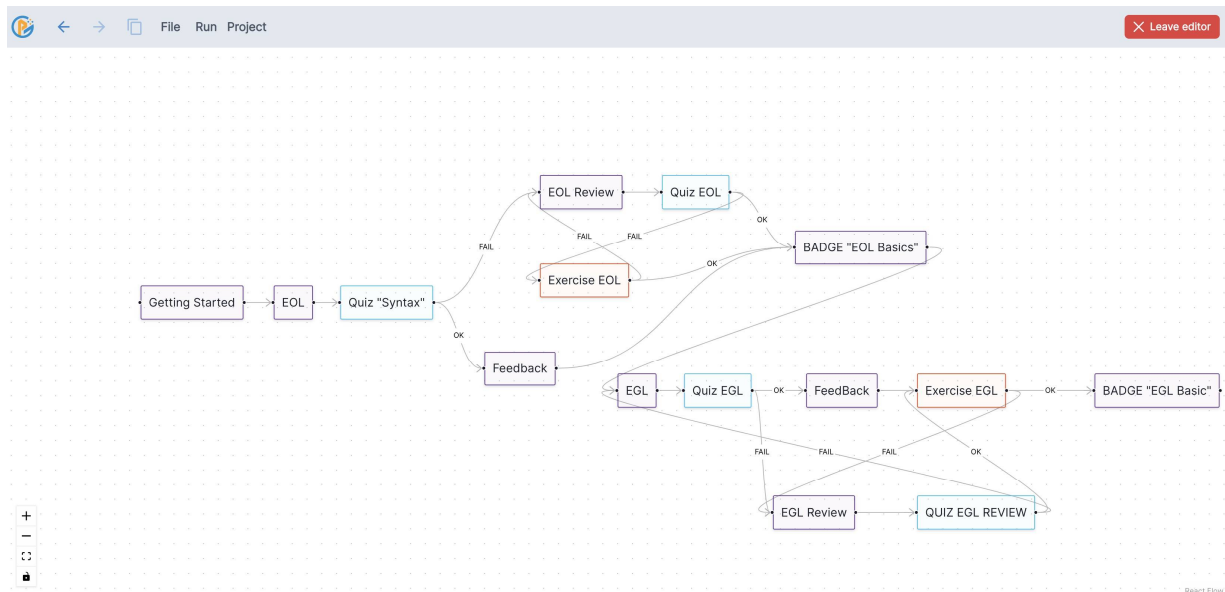 File Run Project
Leave editor
EOL Review
Quiz EOL
OK
FAIL
FAIL
FAIL
BADGE "EOL Basics"
OK
Exercise EOL
Getting Started
EOL
Quiz "Syntax"
OK
Feedback
EGL
Quiz EGL
OK
FeedBack
Exercise EGL
OK
BADGE "EGL Basic"
FAIL
FAIL
FAIL
OK
EGL Review
QUIZ EGL REVIEW
React Flow